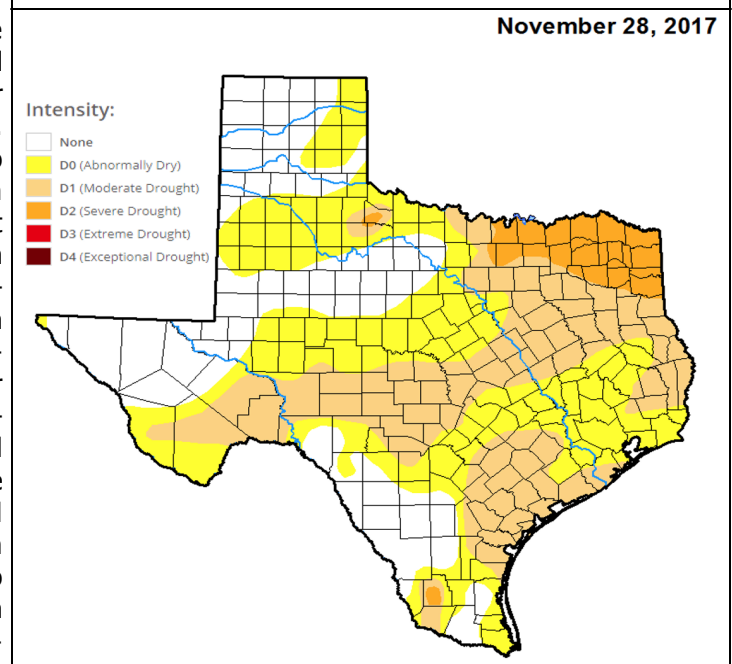 November 28, 2017
Intensity:
None
D0 (Abnormally Dry)
D1 (Moderate Drought)
D2 (Severe Drought)
D3 (Extreme Drought)
D4 (Exceptional Drought)